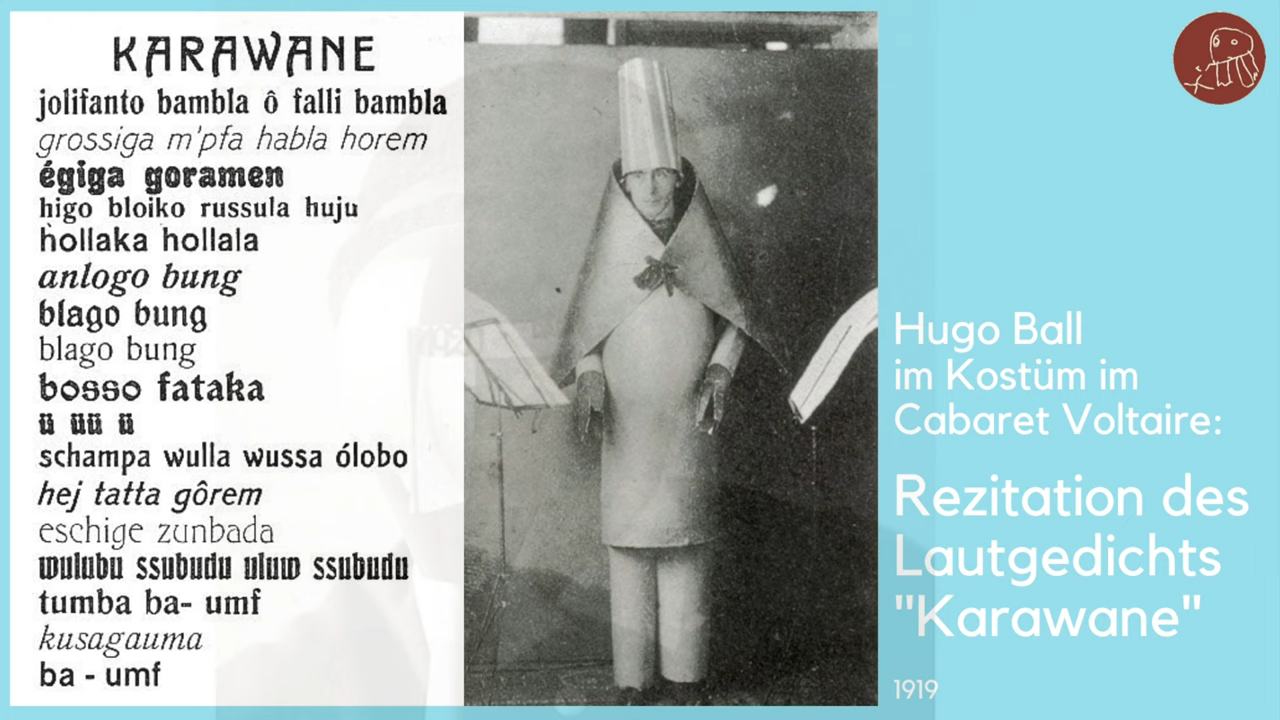 KARAWANE
jolifanto bambla ô falli bambla
grossiga m'pfa habla horem
égiga goramen
higo bloiko russula huju
hollaka hollala
anlogo bung
blago bung
blago bung
bosso fataka
ü üü ü
schampa wulla wussa ólobo
hej tatta gôrem
eschige zunbada
wulubu ssubudu uluw ssubudu
tumba ba- umf
kusagauma
ba - umf
Hugo Ball
im Kostüm im
Cabaret Voltaire:
Rezitation des
Lautgedichts
"Karawane"
1919